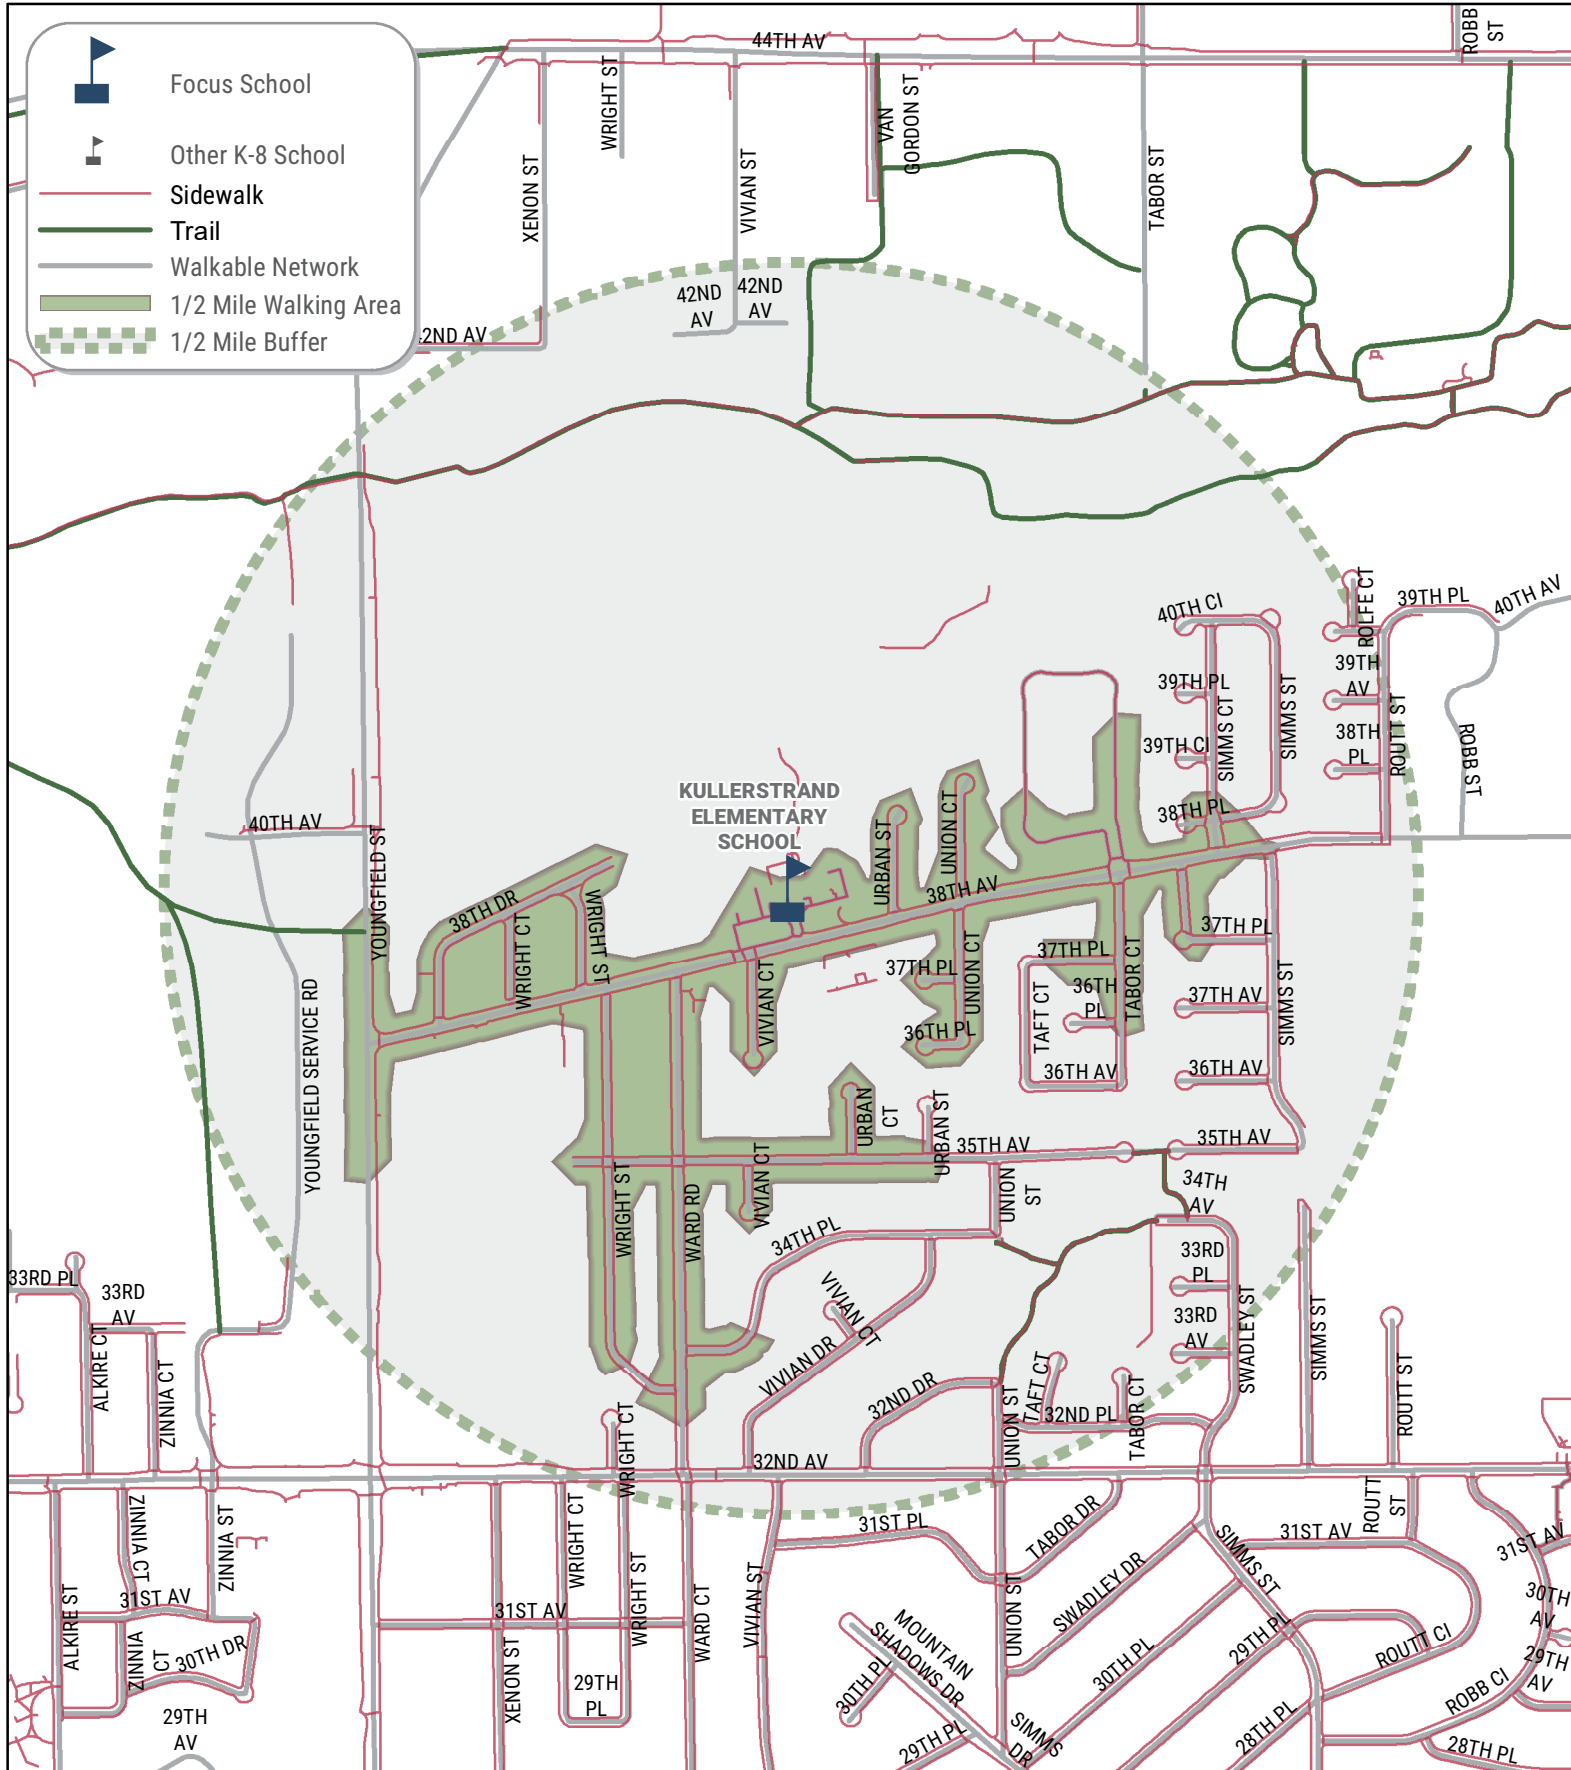 Focus School
Other K-8 School
Sidewalk
Trail
Walkable Network
1/2 Mile Walking Area
1/2 Mile Buffer
44TH AV
ROBB
ST
WRIGHT ST
VAN
GORDON ST
XENON ST
VIVIAN ST
TABOR ST
42ND
AV
42ND
AV
42ND AV
40TH CI
ROLFE CT
39TH PL
40TH AV
39TH PL
39TH
AV
SIMMS CT
SIMMS ST
39TH CI
38TH
PL
ROUTT ST
ROBB ST
KULLERSTRAND
ELEMENTARY
SCHOOL
38TH PL
40TH AV
YOUNGFIELD ST
URBAN ST
UNION CT
38TH AV
38TH DR
WRIGHT CT
WRIGHT ST
37TH PL
37TH PL
37TH PL
TABOR CT
UNION CT
36TH
PL
37TH AV
SIMMS ST
YOUNGFIELD SERVICE RD
VIVIAN CT
36TH PL
TAFT CT
36TH AV
36TH AV
URBAN
CT
URBAN ST
35TH AV
35TH AV
WRIGHT ST
WARD RD
VIVIAN CT
UNION
ST
34TH
AV
34TH PL
33RD PL
33RD
AV
33RD
PL
33RD
AV
ALKIRE CT
ZINNIA CT
VIVIAN CT
VIVIAN DR
SWADLEY ST
SIMMS ST
ROUTT ST
32ND DR
UNION ST
TAFT CT
32ND PL
TABOR CT
WRIGHT CT
32ND AV
ZINNIA CT
ZINNIA ST
WRIGHT CT
31ST PL
TABOR DR
ROUTT
ST
31ST AV
SIMMS ST
31ST AV
ALKIRE ST
31ST AV
31ST AV
WRIGHT ST
WARD CT
VIVIAN ST
UNION ST
SWADLEY DR
30TH
AV
ZINNIA
CT
30TH DR
XENON ST
29TH
PL
MOUNTAIN
SHADOWS DR
30TH PL
30TH PL
29TH PL
ROUTT CI
29TH
AV
29TH
AV
29TH PL
SIMMS
DR
28TH PL
ROBB CI
28TH PL